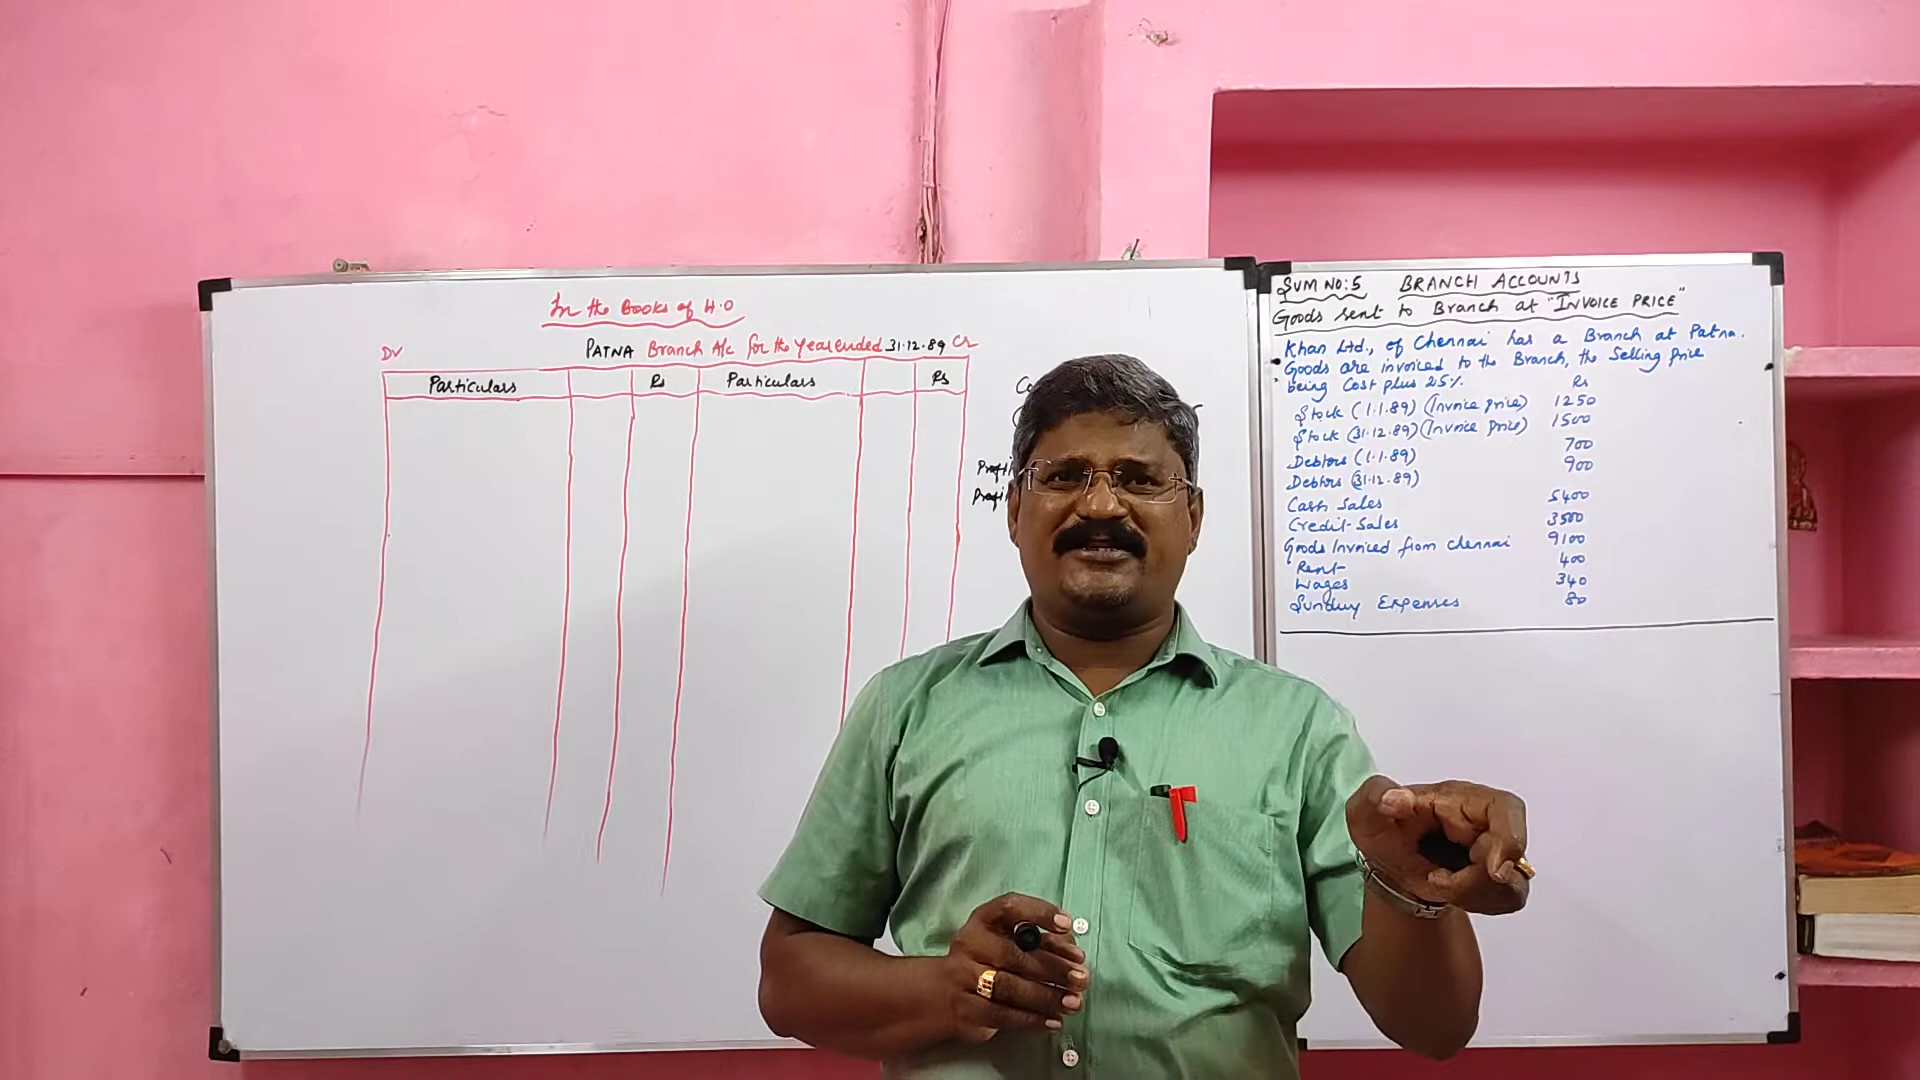 In the Books of H.O
Dr PATNA Branch A/c for the Year ended 31.12.89 Cr
Particulars Rs Particulars Rs
Co
Profi
Profi
SUM NO:5 BRANCH ACCOUNTS
Goods sent to Branch at "INVOICE PRICE"
Khan Ltd., of Chennai has a Branch at Patna.
Goods are invoiced to the Branch, the Selling price
being Cost plus 25%. Rs
Stock (1.1.89) (Invoice price) 1250
Stock (31.12.89) (Invoice price) 1500
Debtors (1.1.89) 700
Debtors (31.12.89) 900
Cash Sales 5400
Credit Sales 3500
Goods Invoiced from Chennai 9100
Rent 400
Wages 340
Sundry Expenses 80